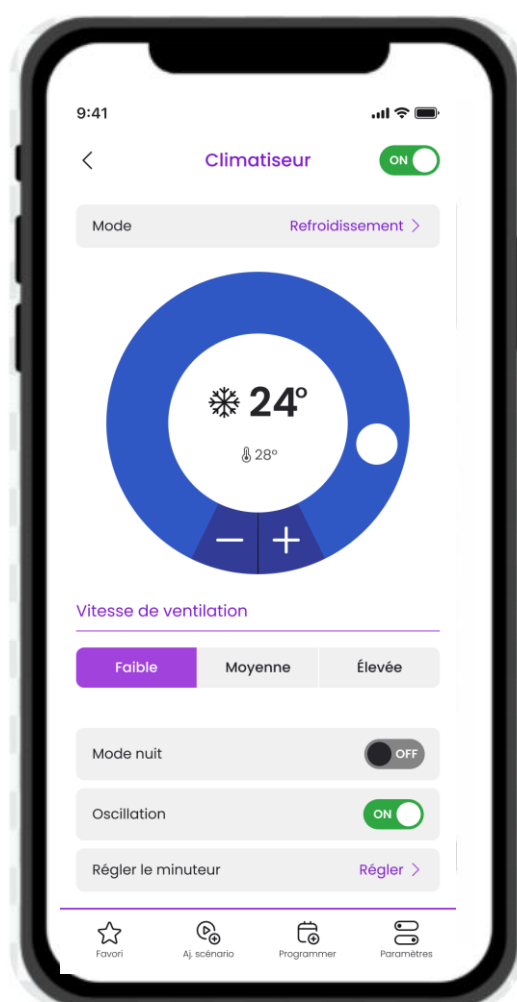 9:41
Climatiseur ON
Mode Refroidissement >
24°
28°
− +
Vitesse de ventilation
Faible Moyenne Élevée
Mode nuit OFF
Oscillation ON
Régler le minuteur Régler >
Favori Aj. scénario Programmer Paramètres